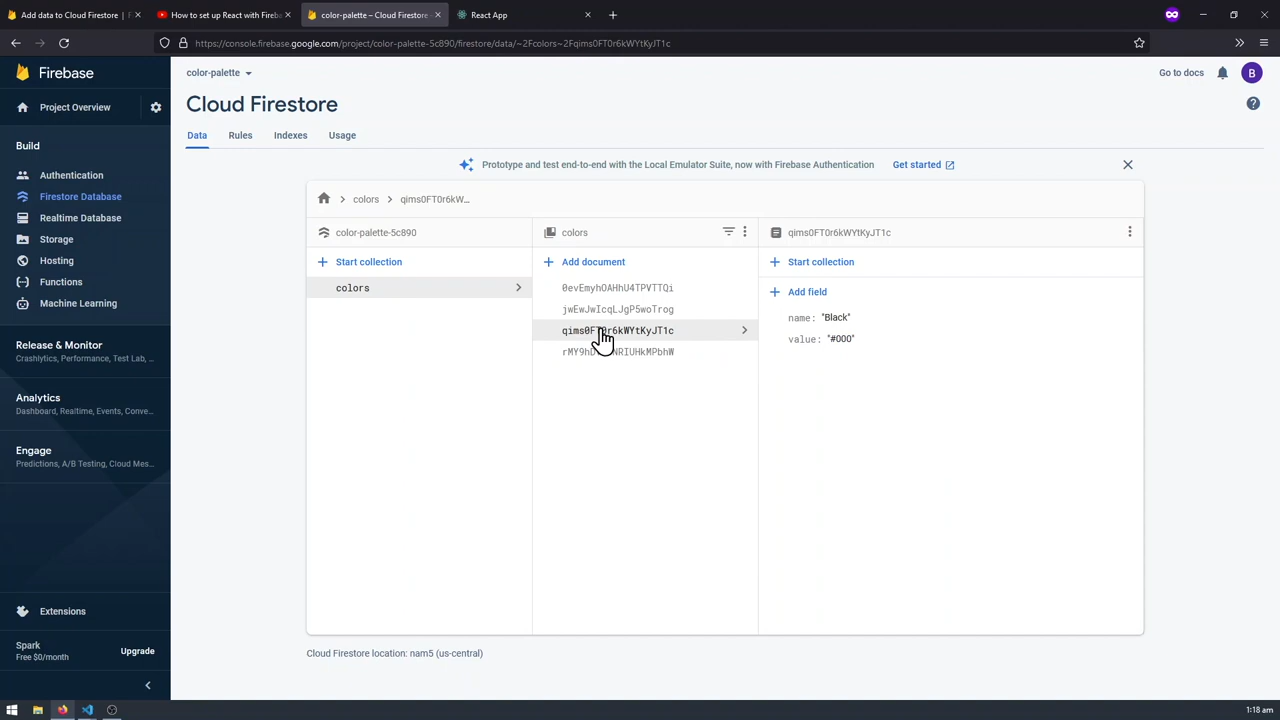 Add data to Cloud Firestore | F
How to set up React with Fireba
color-palette – Cloud Firestore -
React App
https://console.firebase.google.com/project/color-palette-5c890/firestore/data/~2Fcolors~2Fqims0FT0r6kWYtKyJT1c
Firebase
color-palette
Go to docs
B
Project Overview
Cloud Firestore
Data
Rules
Indexes
Usage
Build
Authentication
Firestore Database
Realtime Database
Storage
Hosting
Functions
Machine Learning
Release & Monitor
Crashlytics, Performance, Test Lab, ...
Analytics
Dashboard, Realtime, Events, Conve...
Engage
Predictions, A/B Testing, Cloud Mes...
Extensions
Spark
Free $0/month
Upgrade
Prototype and test end-to-end with the Local Emulator Suite, now with Firebase Authentication
Get started
colors
qims0FT0r6kW...
color-palette-5c890
Start collection
colors
colors
Add document
0evEmyhOAHhU4TPVTTQi
jwEwJwIcqLJgP5woTrog
qims0FT0r6kWYtKyJT1c
qims0FT0r6kWYtKyJT1c
Start collection
Add field
name: "Black"
value: "#000"
Cloud Firestore location: nam5 (us-central)
1:18 am